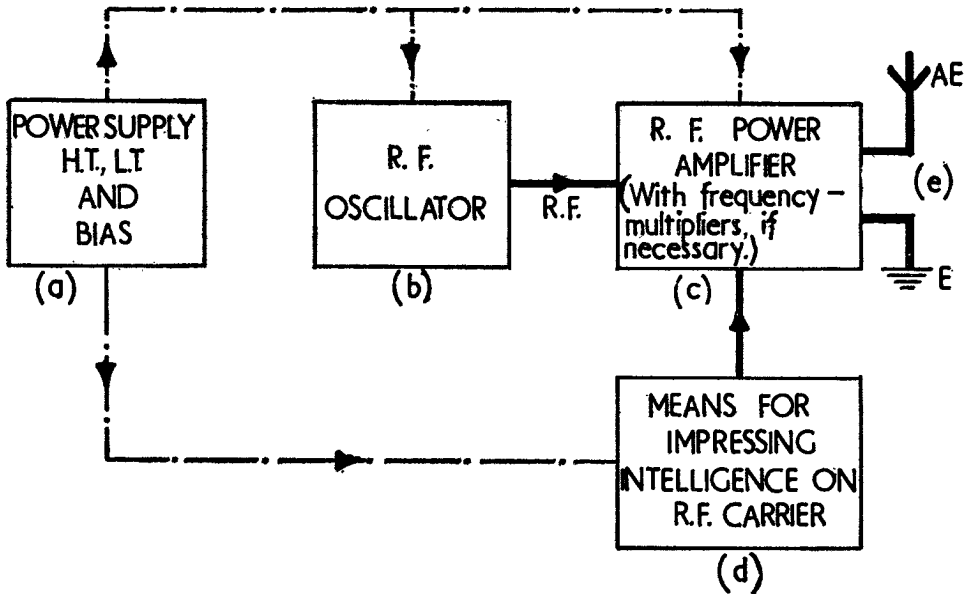 POWER SUPPLY
H.T., L.T.
AND
BIAS
(a)
R. F.
OSCILLATOR
(b)
R.F.
R. F. POWER
AMPLIFIER
(With frequency -
multipliers, if
necessary.)
(c)
AE
(e)
E
MEANS FOR
IMPRESSING
INTELLIGENCE ON
R.F. CARRIER
(d)